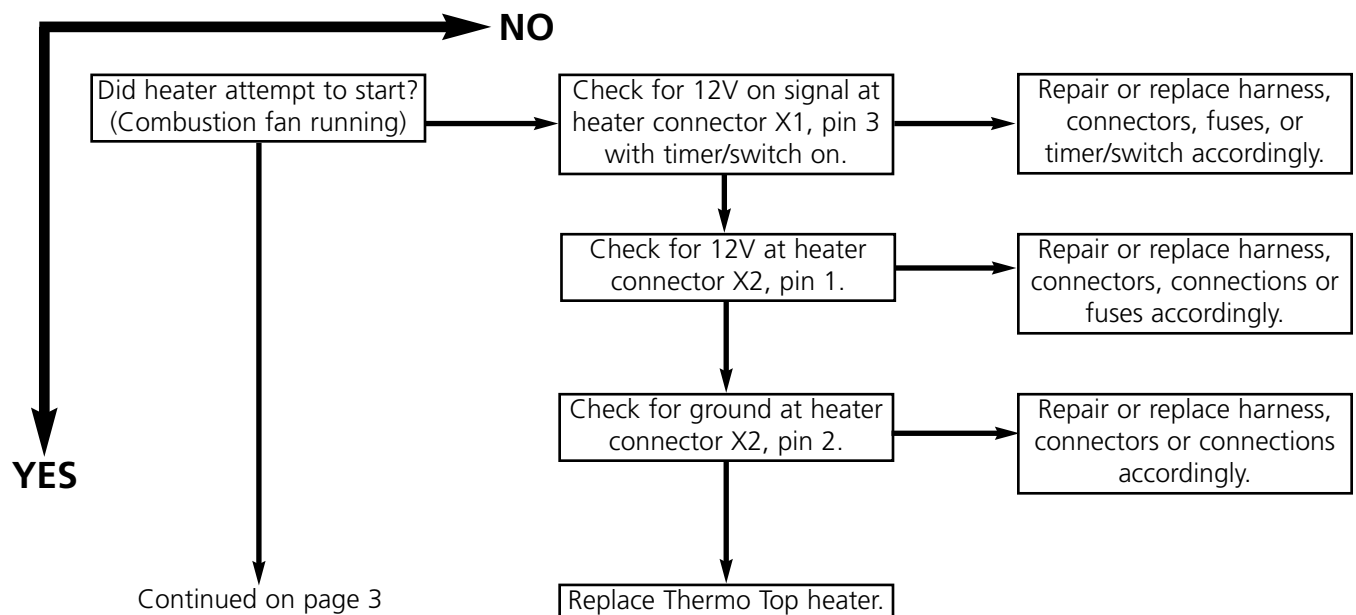 NO
Did heater attempt to start?
(Combustion fan running)
Check for 12V on signal at
heater connector X1, pin 3
with timer/switch on.
Repair or replace harness,
connectors, fuses, or
timer/switch accordingly.
Check for 12V at heater
connector X2, pin 1.
Repair or replace harness,
connectors, connections or
fuses accordingly.
Check for ground at heater
connector X2, pin 2.
Repair or replace harness,
connectors or connections
accordingly.
YES
Continued on page 3
Replace Thermo Top heater.